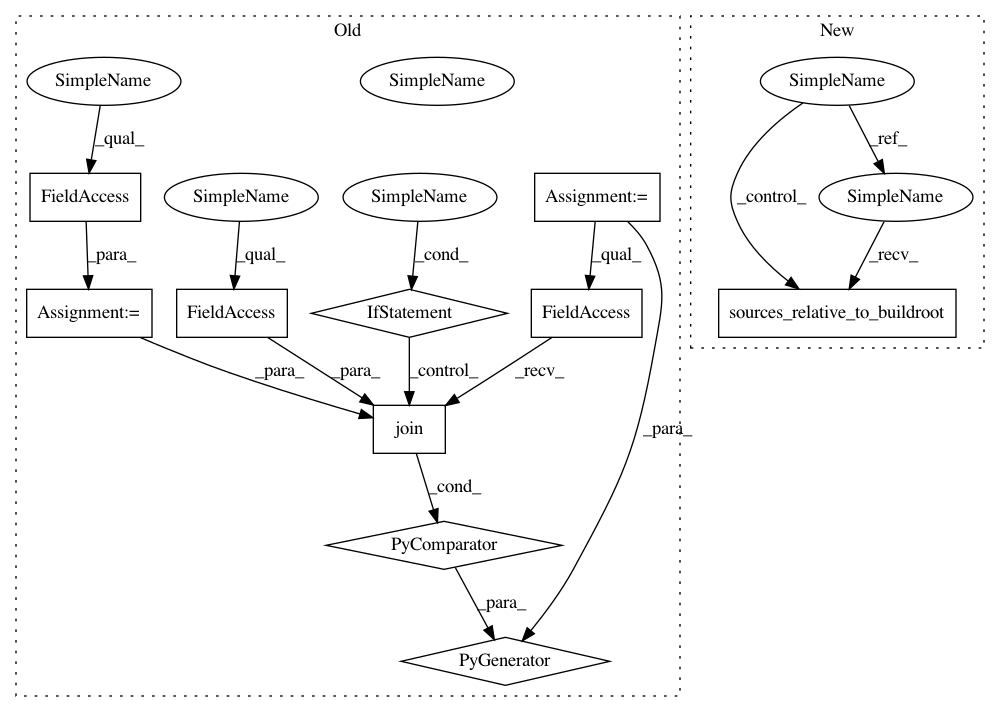 Old
New
SimpleName
SimpleName
SimpleName
_qual_
_ref_
FieldAccess
SimpleName
SimpleName
Assignment:=
SimpleName
_control_
_para_
_qual_
_cond_
_qual_
_recv_
Assignment:=
FieldAccess
IfStatement
FieldAccess
sources_relative_to_buildroot
_para_
_para_
_control_
_recv_
join
_para_
_cond_
PyComparator
_para_
PyGenerator